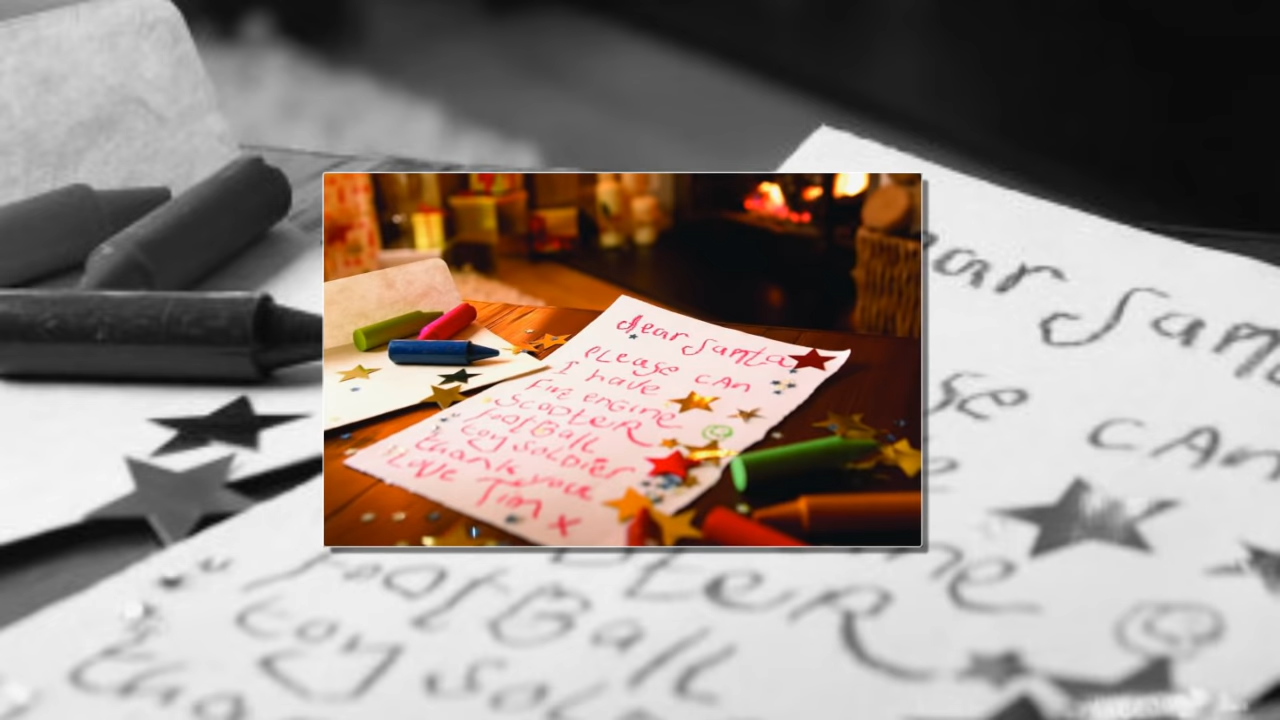 dear Santa
PLease cAn
I have
Fire engine
ScooTeR
footBall
toy SolDier
thank you
Love Tim x